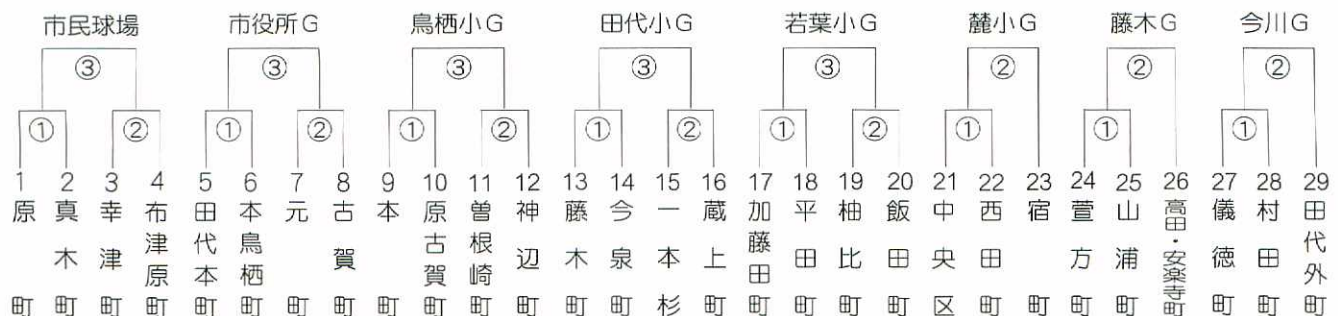 市民球場 市役所G 鳥栖小G 田代小G 若葉小G 麓小G 藤木G 今川G
③ ③ ③ ③ ③ ② ② ②
① ② ① ② ① ② ① ② ① ② ① ① ①
1 2 3 4 5 6 7 8 9 10 11 12 13 14 15 16 17 18 19 20 21 22 23 24 25 26 27 28 29
原町
真木町
幸津町
布津原町
田代本町
本鳥栖町
元町
古賀町
本町
原古賀町
曽根崎町
神辺町
藤木町
今泉町
一本杉
蔵上町
加藤田町
平田町
柚比町
飯田町
中央区
西田町
宿町
萱方町
山浦町
高田・安楽寺町
儀徳町
村田町
田代外町